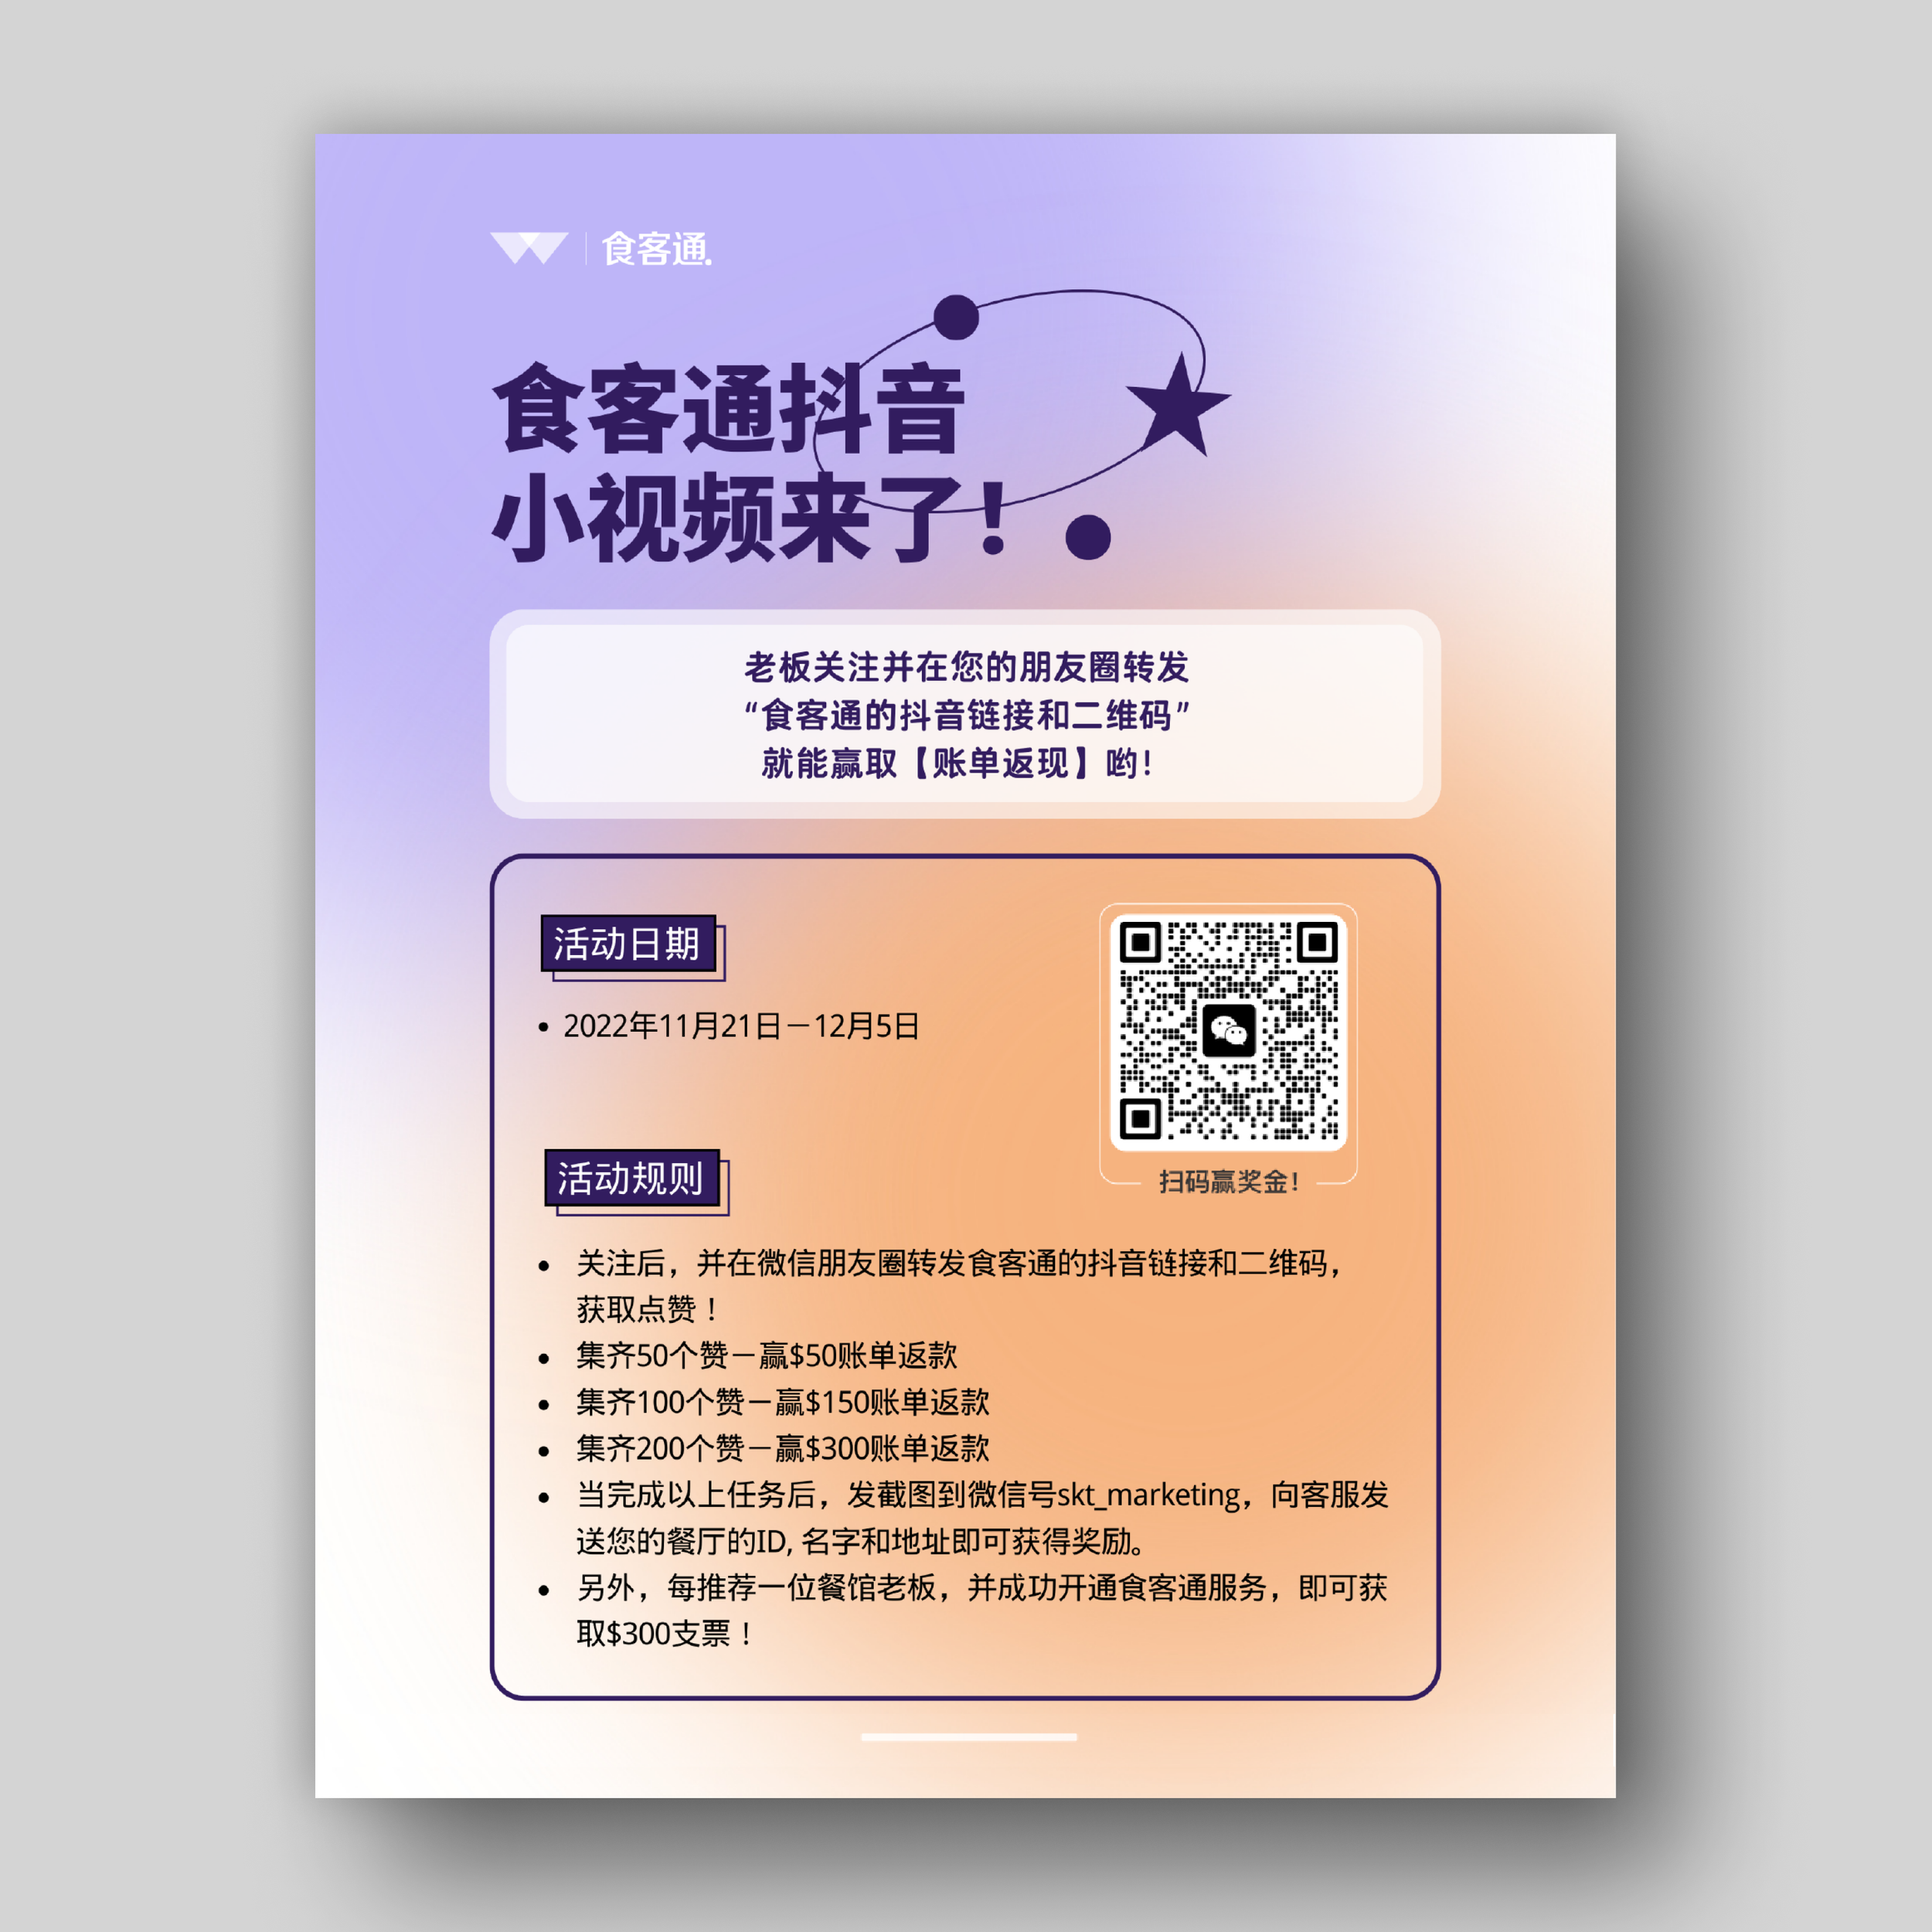 食客通.
食客通抖音
小视频来了！
老板关注并在您的朋友圈转发
“食客通的抖音链接和二维码”
就能赢取【账单返现】哟！
活动日期
• 2022年11月21日－12月5日
扫码赢奖金！
活动规则
• 关注后，并在微信朋友圈转发食客通的抖音链接和二维码，
获取点赞！
• 集齐50个赞－赢$50账单返款
• 集齐100个赞－赢$150账单返款
• 集齐200个赞－赢$300账单返款
• 当完成以上任务后，发截图到微信号skt_marketing，向客服发
送您的餐厅的ID, 名字和地址即可获得奖励。
• 另外，每推荐一位餐馆老板，并成功开通食客通服务，即可获
取$300支票！